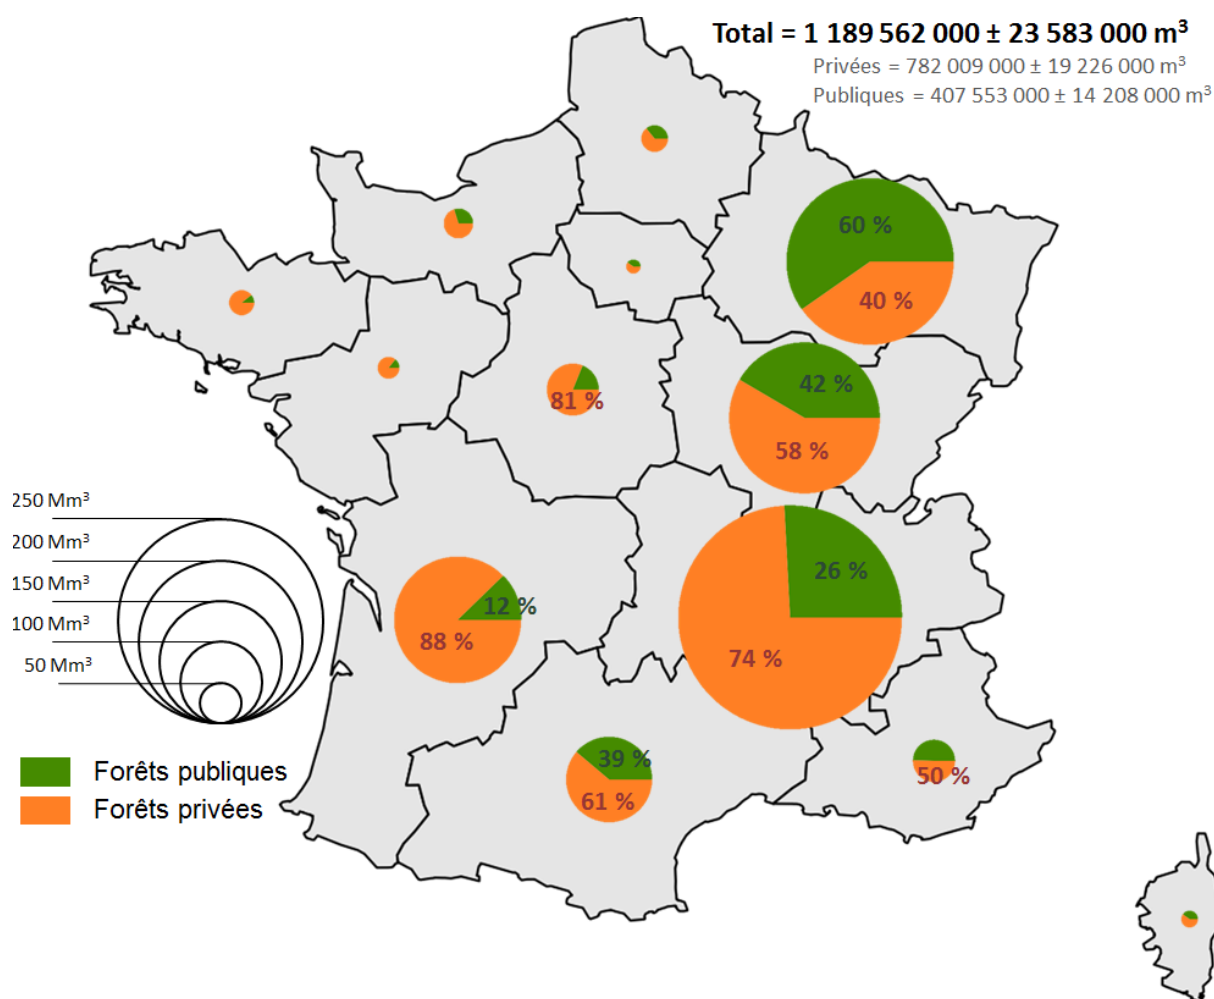 Total = 1 189 562 000 ± 23 583 000 m³
Privées = 782 009 000 ± 19 226 000 m³
Publiques = 407 553 000 ± 14 208 000 m³
60 %
40 %
42 %
81 %
58 %
250 Mm³
200 Mm³
150 Mm³
100 Mm³
50 Mm³
26 %
12 %
88 %
74 %
39 %
50 %
61 %
Forêts publiques
Forêts privées